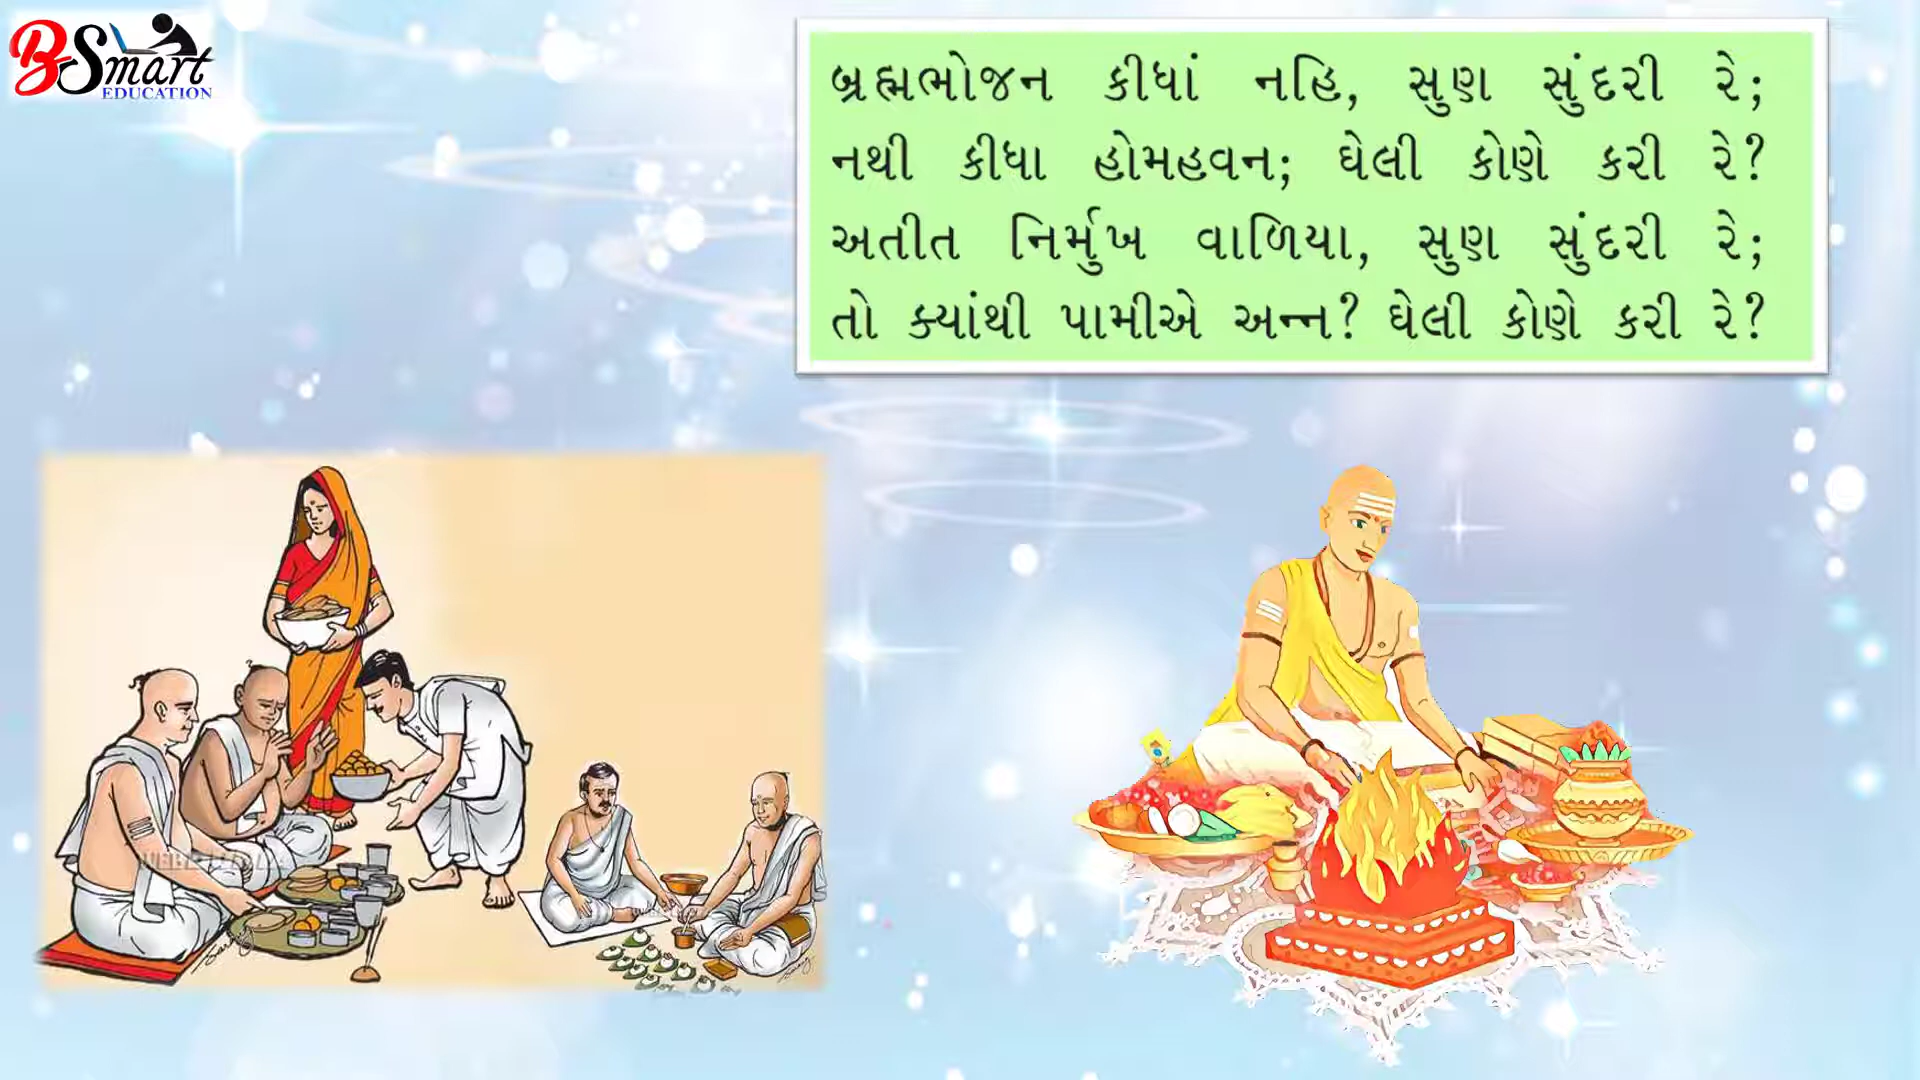 BSmart
EDUCATION
બ્રહ્મભોજન કીધાં નહિ, સુણ સુંદરી રે;
નથી કીધા હોમહવન; ઘેલી કોણે કરી રે?
અતીત નિર્મુખ વાળિયા, સુણ સુંદરી રે;
તો ક્યાંથી પામીએ અન્ન? ઘેલી કોણે કરી રે?